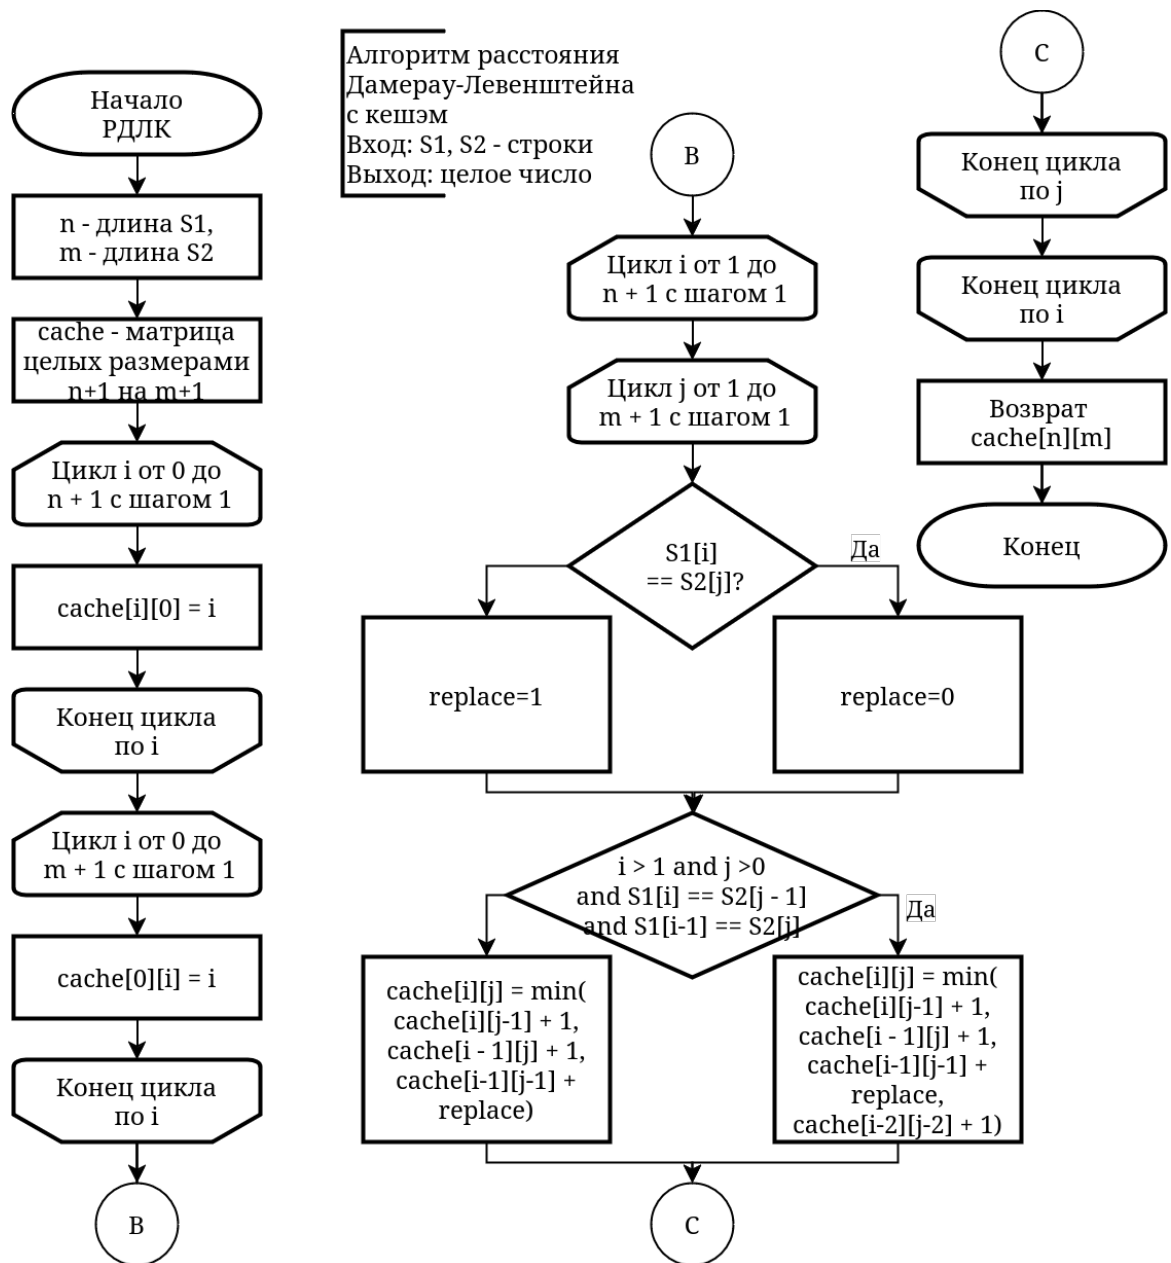 Начало
РДЛК
n - длина S1,
m - длина S2
cache - матрица
целых размерами
n+1 на m+1
Цикл i от 0 до
n + 1 с шагом 1
cache[i][0] = i
Конец цикла
по i
Цикл i от 0 до
m + 1 с шагом 1
cache[0][i] = i
Конец цикла
по i
B
Алгоритм расстояния
Дамерау-Левенштейна
с кешэм
Вход: S1, S2 - строки
Выход: целое число
B
Цикл i от 1 до
n + 1 с шагом 1
Цикл j от 1 до
m + 1 с шагом 1
S1[i]
== S2[j]?
Да
replace=1
replace=0
i > 1 and j >0
and S1[i] == S2[j - 1]
and S1[i-1] == S2[j]
Да
cache[i][j] = min(
cache[i][j-1] + 1,
cache[i - 1][j] + 1,
cache[i-1][j-1] +
replace)
cache[i][j] = min(
cache[i][j-1] + 1,
cache[i - 1][j] + 1,
cache[i-1][j-1] +
replace,
cache[i-2][j-2] + 1)
C
C
Конец цикла
по j
Конец цикла
по i
Возврат
cache[n][m]
Конец